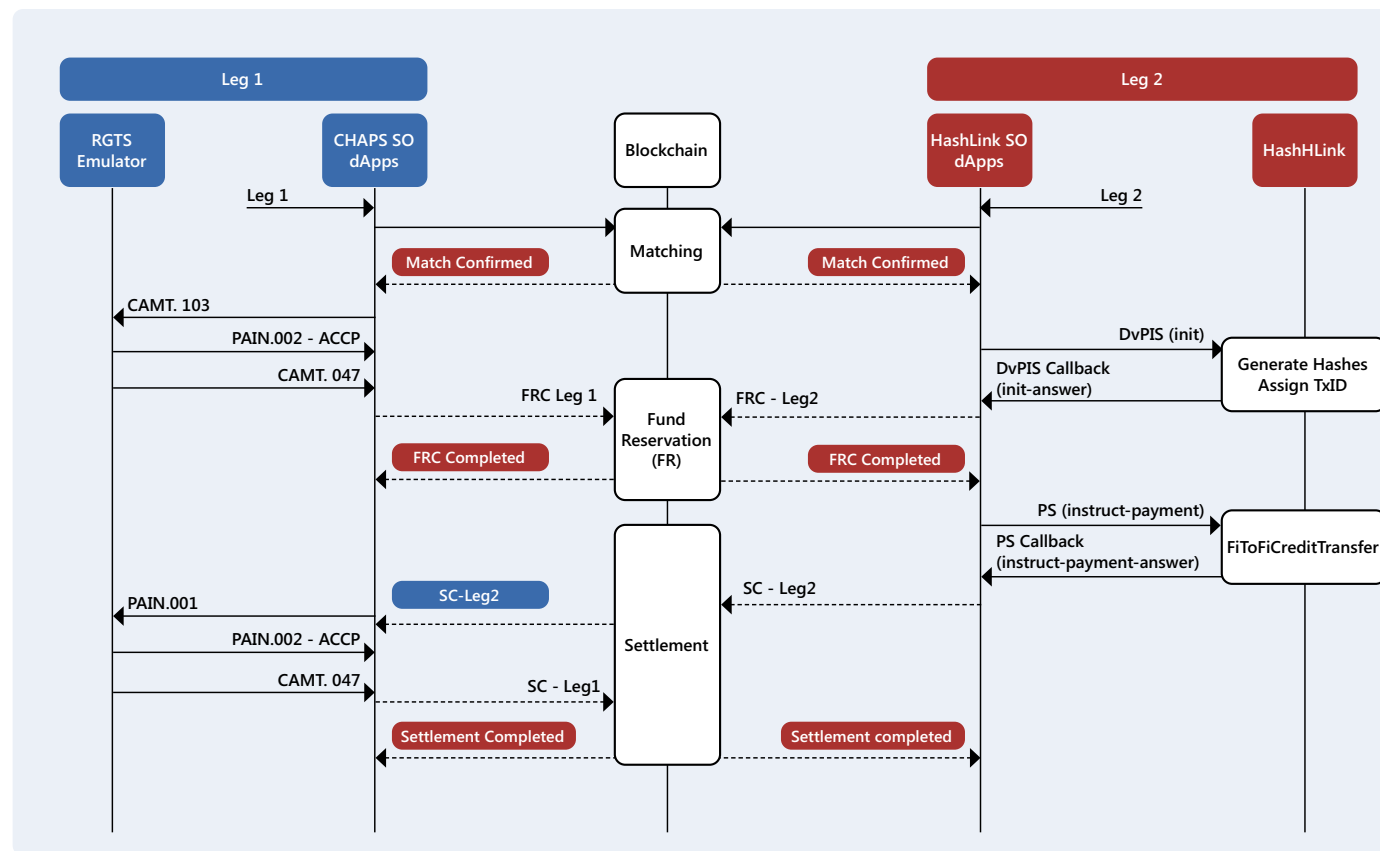 Leg 1
Leg 2
RGTS
Emulator
CHAPS SO
dApps
Blockchain
HashLink SO
dApps
HashHLink
Leg 1
Leg 2
Matching
Match Confirmed
Match Confirmed
CAMT. 103
PAIN.002 - ACCP
CAMT. 047
DvPIS (init)
DvPIS Callback
(init-answer)
Generate Hashes
Assign TxID
FRC Leg 1
FRC - Leg2
Fund
Reservation
(FR)
FRC Completed
FRC Completed
PS (instruct-payment)
PS Callback
(instruct-payment-answer)
FiToFiCreditTransfer
SC-Leg2
SC - Leg2
PAIN.001
PAIN.002 - ACCP
Settlement
CAMT. 047
SC - Leg1
Settlement Completed
Settlement completed